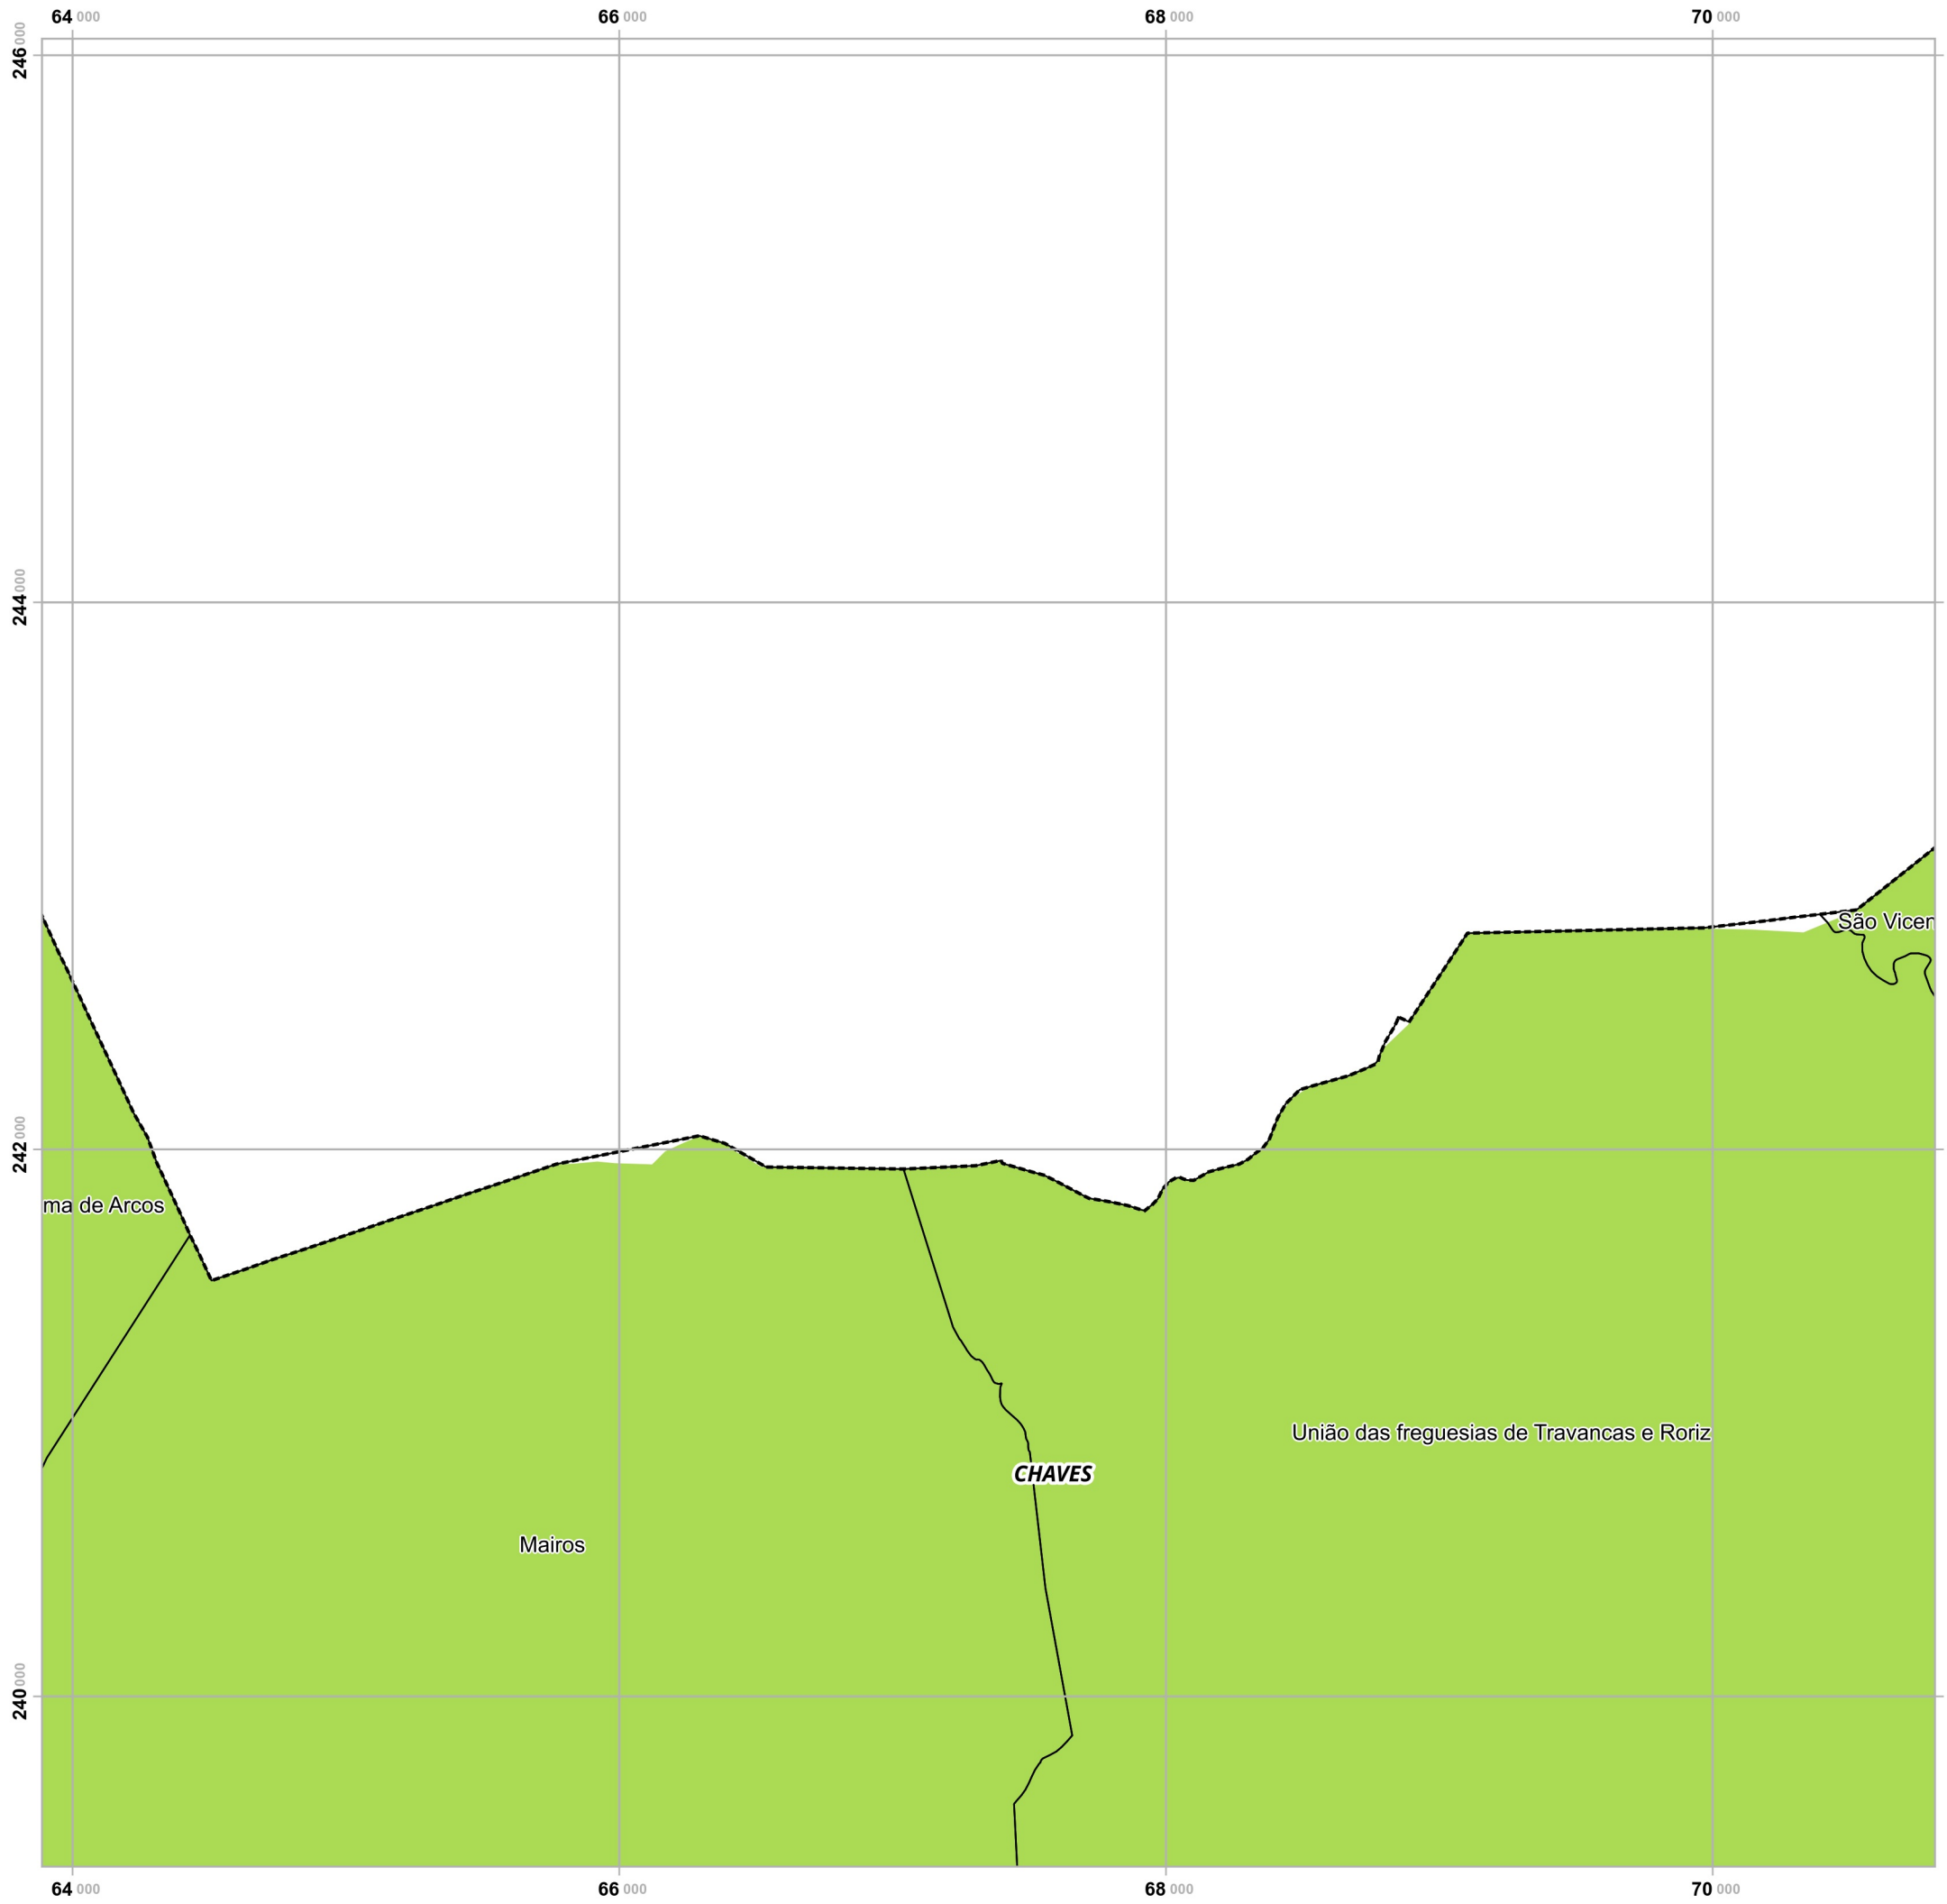 64 000 66 000 68 000 70 000
246 000
244 000
São Vicen
242 000
ma de Arcos
União das freguesias de Travancas e Roriz
CHAVES
Mairos
240 000
64 000 66 000 68 000 70 000